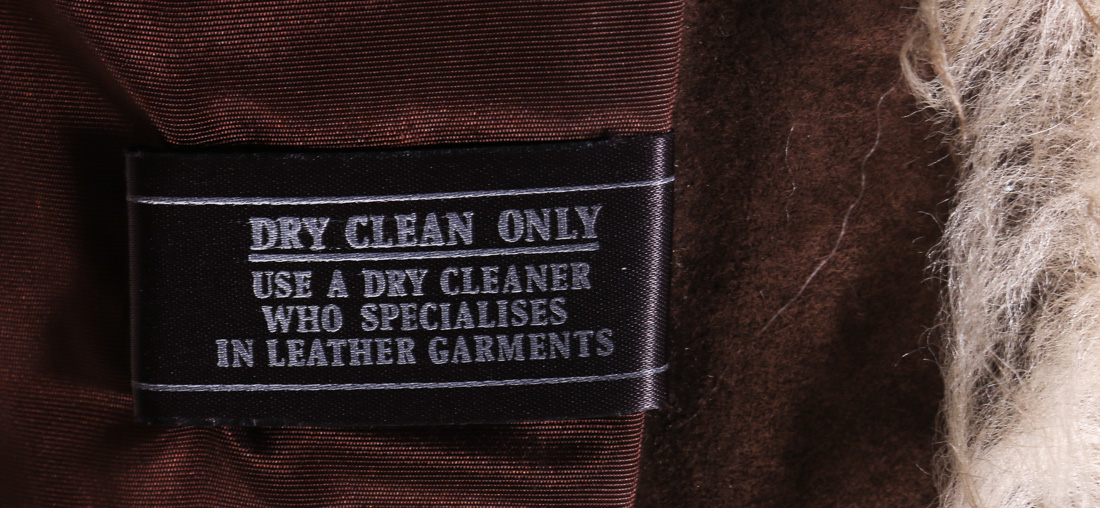 DRY CLEAN ONLY
USE A DRY CLEANER
WHO SPECIALISES
IN LEATHER GARMENTS